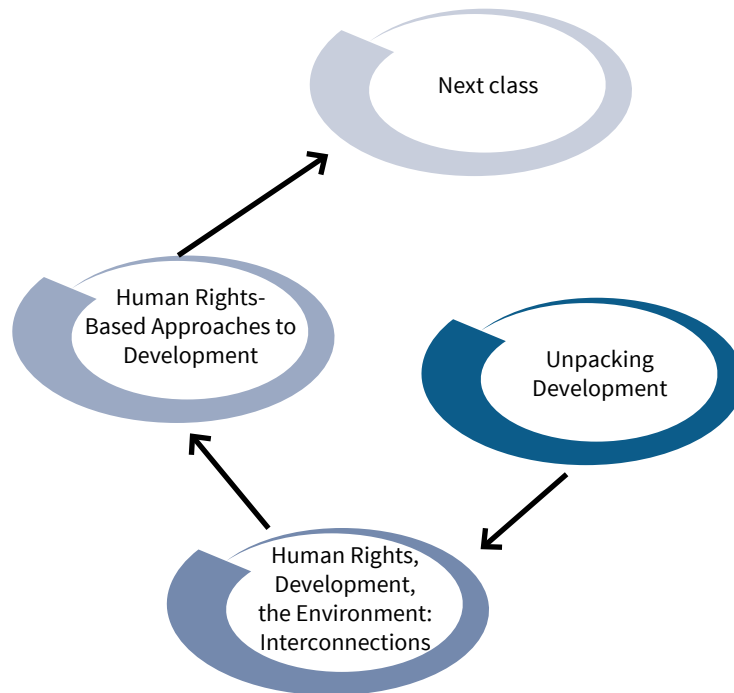 Next class
Human Rights-
Based Approaches to
Development
Unpacking
Development
Human Rights,
Development,
the Environment:
Interconnections